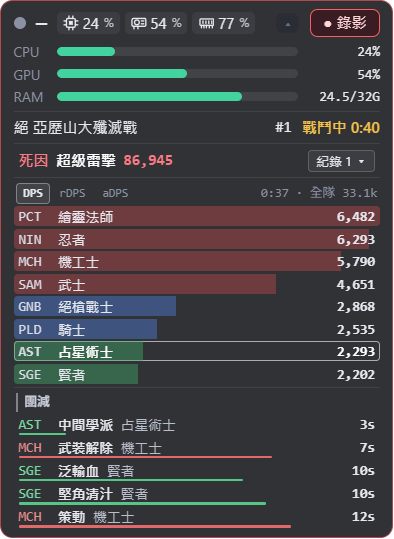 24 % 54 % 77 % ● 錄影
CPU 24%
GPU 54%
RAM 24.5/32G
絕 亞歷山大殲滅戰 #1 戰鬥中 0:40
死因 超級雷擊 86,945 紀錄 1
DPS rDPS aDPS 0:37 · 全隊 33.1k
PCT 繪靈法師 6,482
NIN 忍者 6,293
MCH 機工士 5,790
SAM 武士 4,651
GNB 絕槍戰士 2,868
PLD 騎士 2,535
AST 占星術士 2,293
SGE 賢者 2,202
團減
AST 中間學派 占星術士 3s
MCH 武裝解除 機工士 7s
SGE 泛輸血 賢者 10s
SGE 堅角清汁 賢者 10s
MCH 策動 機工士 12s